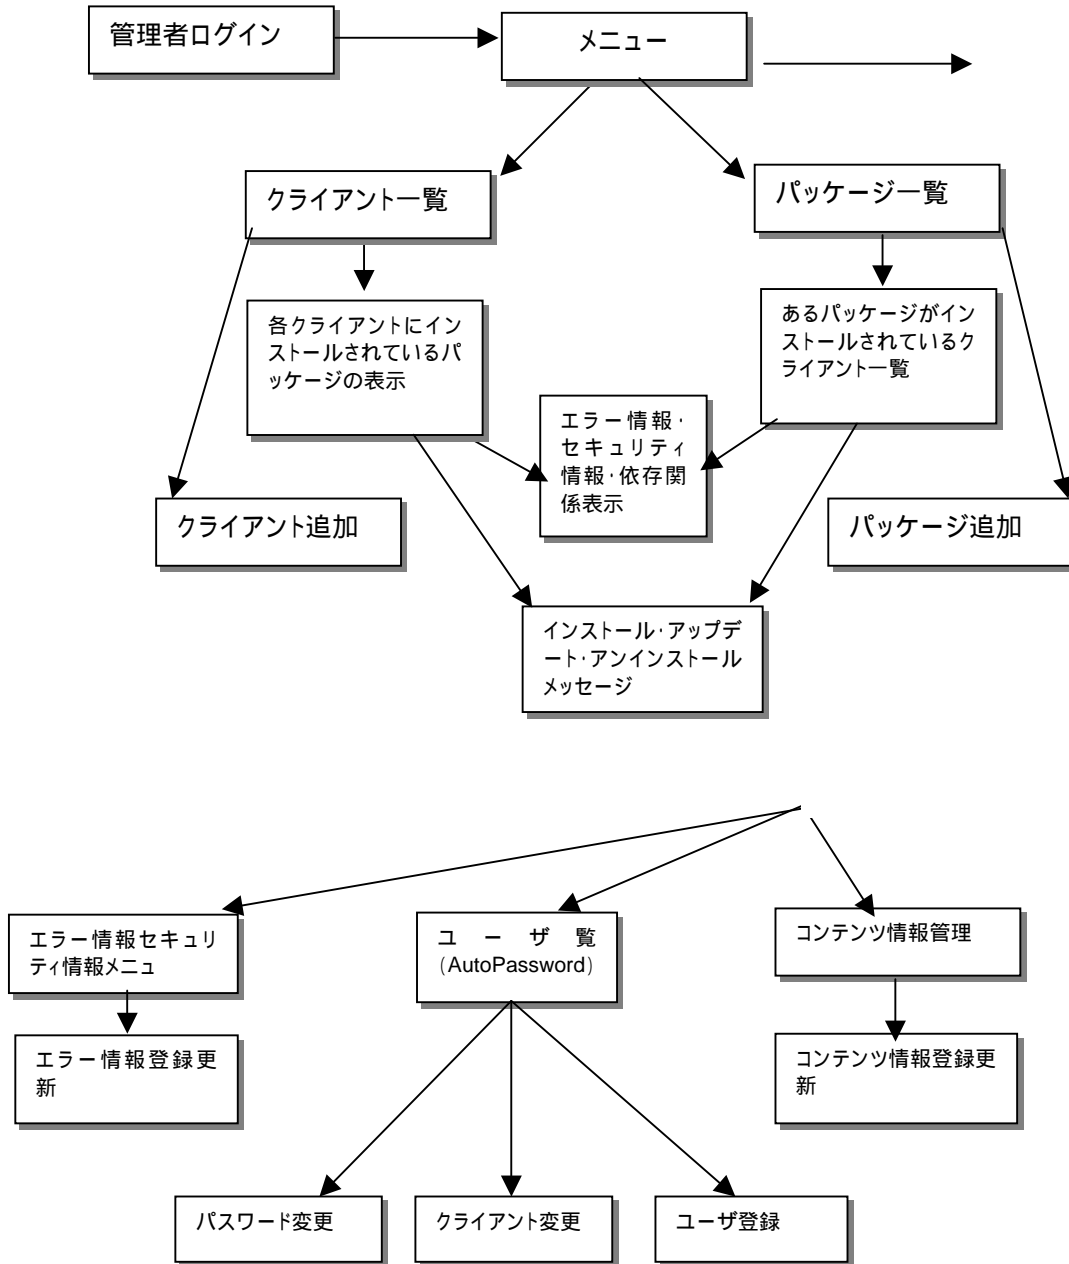 管理者ログイン
メニュー
クライアント一覧
パッケージ一覧
各クライアントにイン
ストールされているパ
ッケージの表示
あるパッケージがイン
ストールされているク
ライアント一覧
エラー情報・
セキュリティ
情報・依存関
係表示
クライアント追加
パッケージ追加
インストール・アップデ
ート・アンインストール
メッセージ
エラー情報セキュリ
ティ情報メニュ
ユーザ覧
(AutoPassword)
コンテンツ情報管理
エラー情報登録更
新
コンテンツ情報登録更
新
パスワード変更
クライアント変更
ユーザ登録